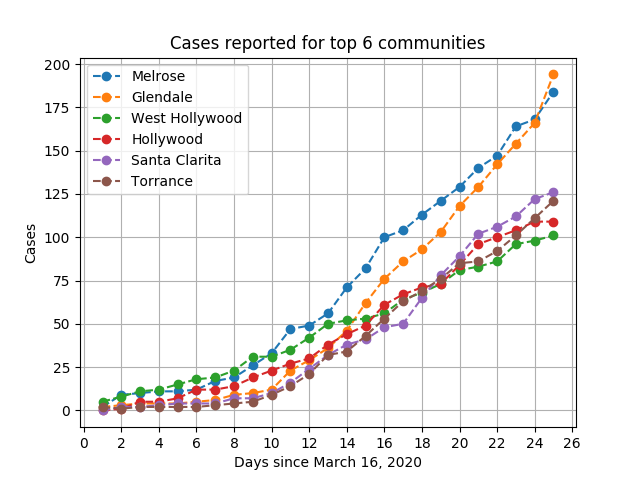 Cases reported for top 6 communities
200
175
150
125
100
75
50
25
0
Cases
Melrose
Glendale
West Hollywood
Hollywood
Santa Clarita
Torrance
0 2 4 6 8 10 12 14 16 18 20 22 24 26
Days since March 16, 2020